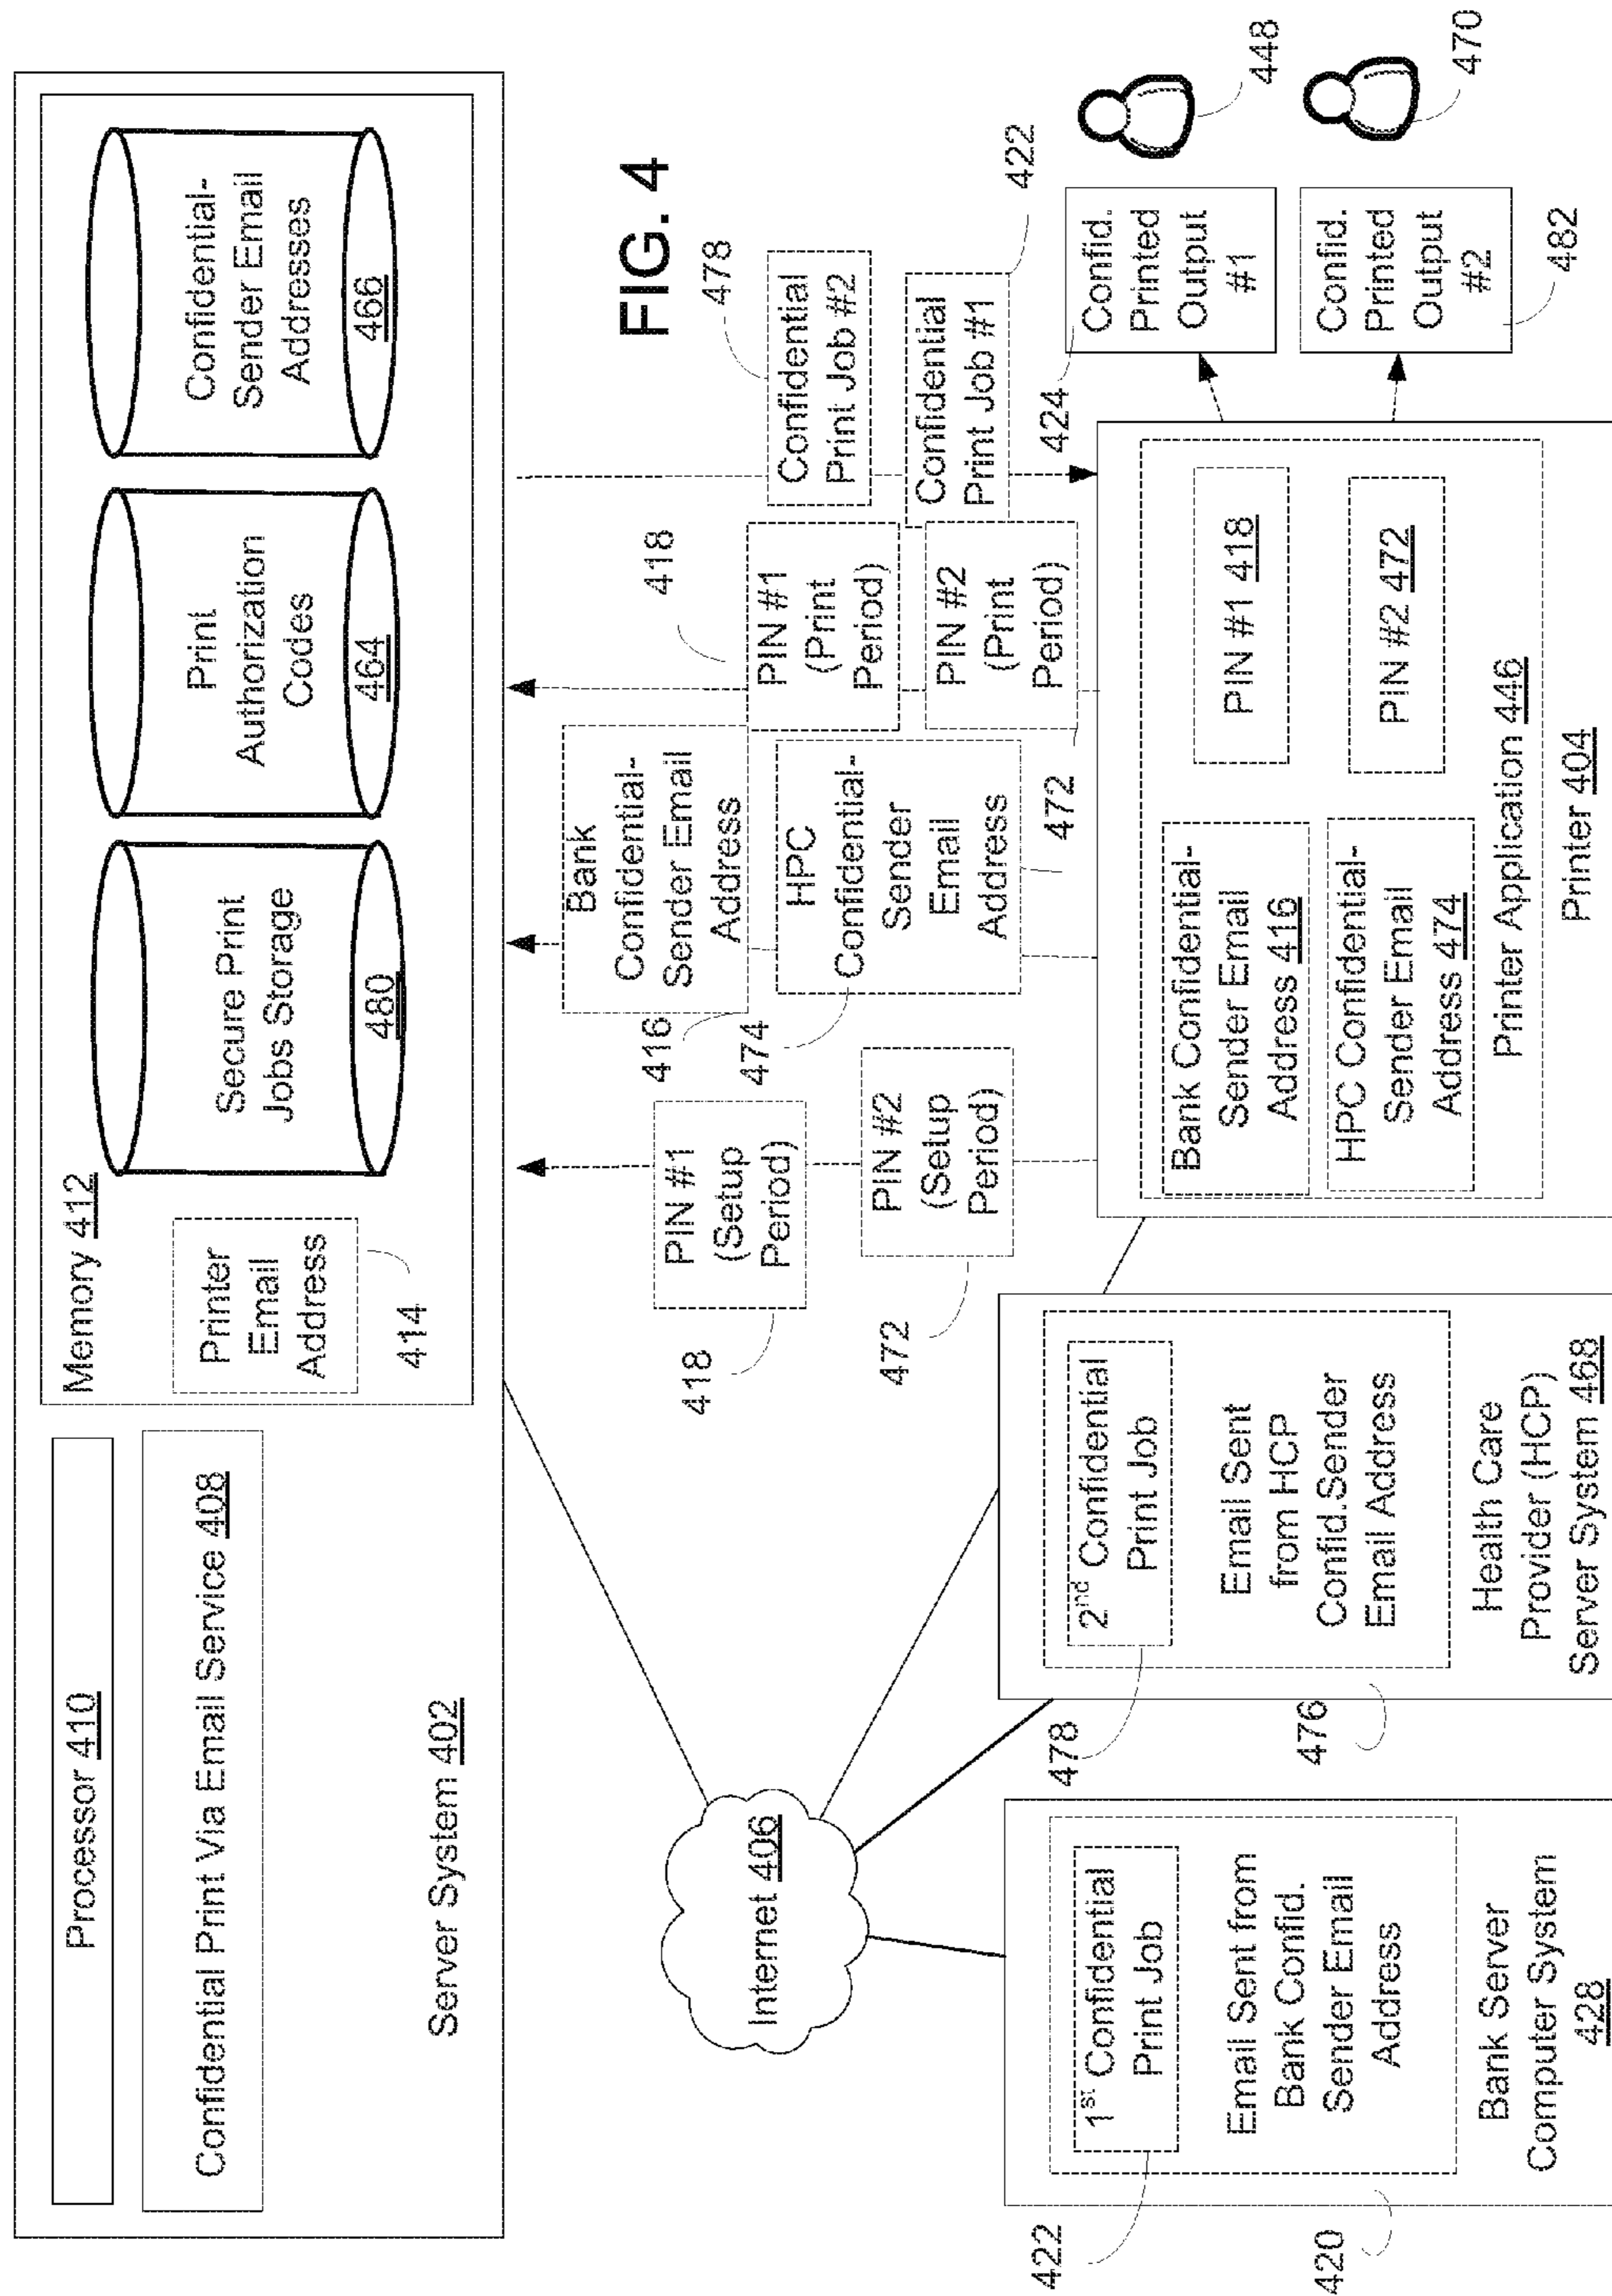 Processor 410
Confidential Print Via Email Service 408
Server System 402
Memory 412
Printer
Email
Address
414
Secure Print
Jobs Storage
480
Print
Authorization
Codes
464
Confidential-
Sender Email
Addresses
466
FIG. 4
Internet 406
418
PIN #1
(Setup
Period)
472
PIN #2
(Setup
Period)
416
Bank
Confidential-
Sender Email
Address
474
HPC
Confidential-
Sender
Email
Address
418
PIN #1
(Print
Period)
472
PIN #2
(Print
Period)
478
Confidential
Print Job #2
422
Confidential
Print Job #1
422
1st Confidential
Print Job
Email Sent from
Bank Confid.
Sender Email
Address
420
Bank Server
Computer System
428
478
2nd Confidential
Print Job
Email Sent
from HCP
Confid.Sender
Email Address
476
Health Care
Provider (HCP)
Server System 468
Bank Confidential-
Sender Email
Address 416
HPC Confidential-
Sender Email
Address 474
PIN #1 418
PIN #2 472
Printer Application 446
Printer 404
424
Confid.
Printed
Output
#1
448
Confid.
Printed
Output
#2
482
470